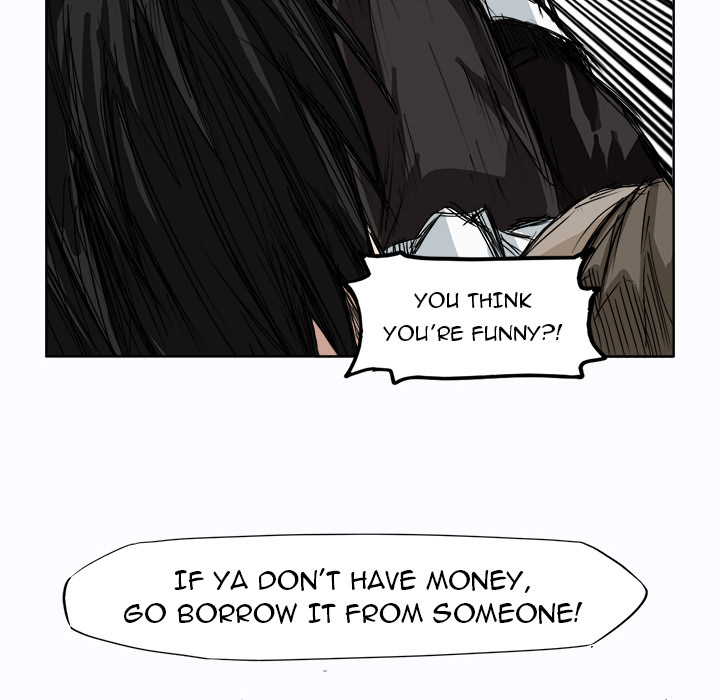 YOU THINK
YOU'RE FUNNY?!
IF YA DON'T HAVE MONEY,
GO BORROW IT FROM SOMEONE!